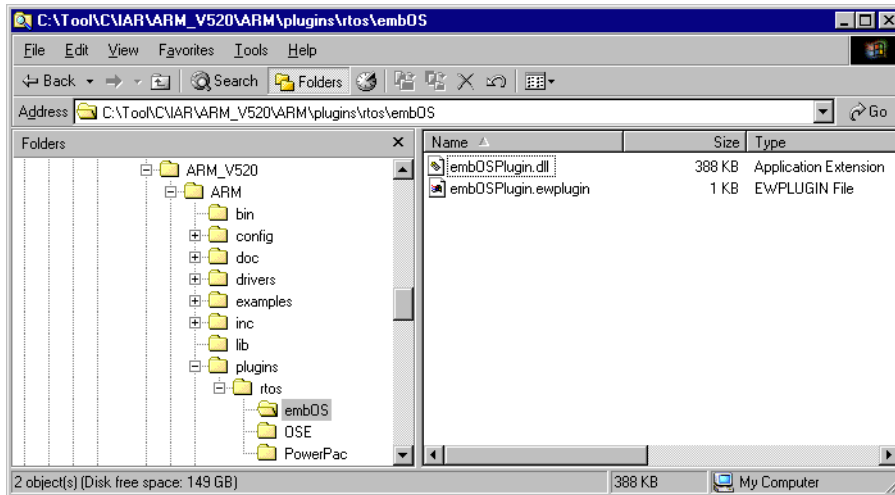 C:\Tool\C\IAR\ARM_V520\ARM\plugins\rtos\embOS
File Edit View Favorites Tools Help
Back Search Folders
Address C:\Tool\C\IAR\ARM_V520\ARM\plugins\rtos\embOS Go
Folders
Name Size Type
embOSPlugin.dll 388 KB Application Extension
embOSPlugin.ewplugin 1 KB EWPLUGIN File
ARM_V520
ARM
bin
config
doc
drivers
examples
inc
lib
plugins
rtos
embOS
OSE
PowerPac
2 object(s) (Disk free space: 149 GB) 388 KB My Computer